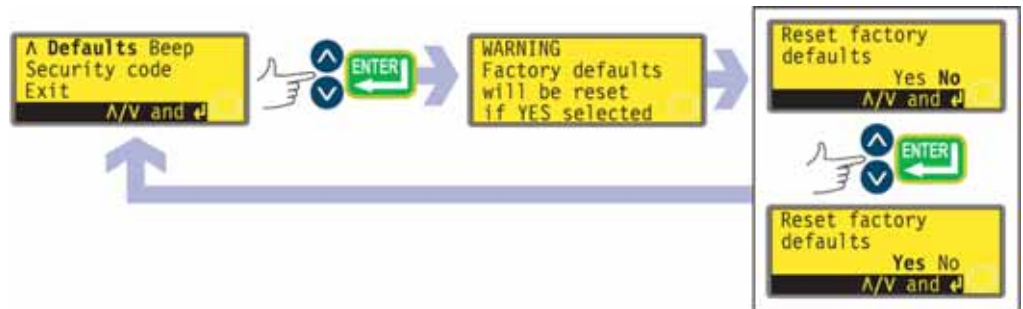 Λ Defaults Beep
Security code
Exit
Λ/V and ↲
ENTER
WARNING
Factory defaults
will be reset
if YES selected
Reset factory
defaults
Yes No
Λ/V and ↲
ENTER
Reset factory
defaults
Yes No
Λ/V and ↲